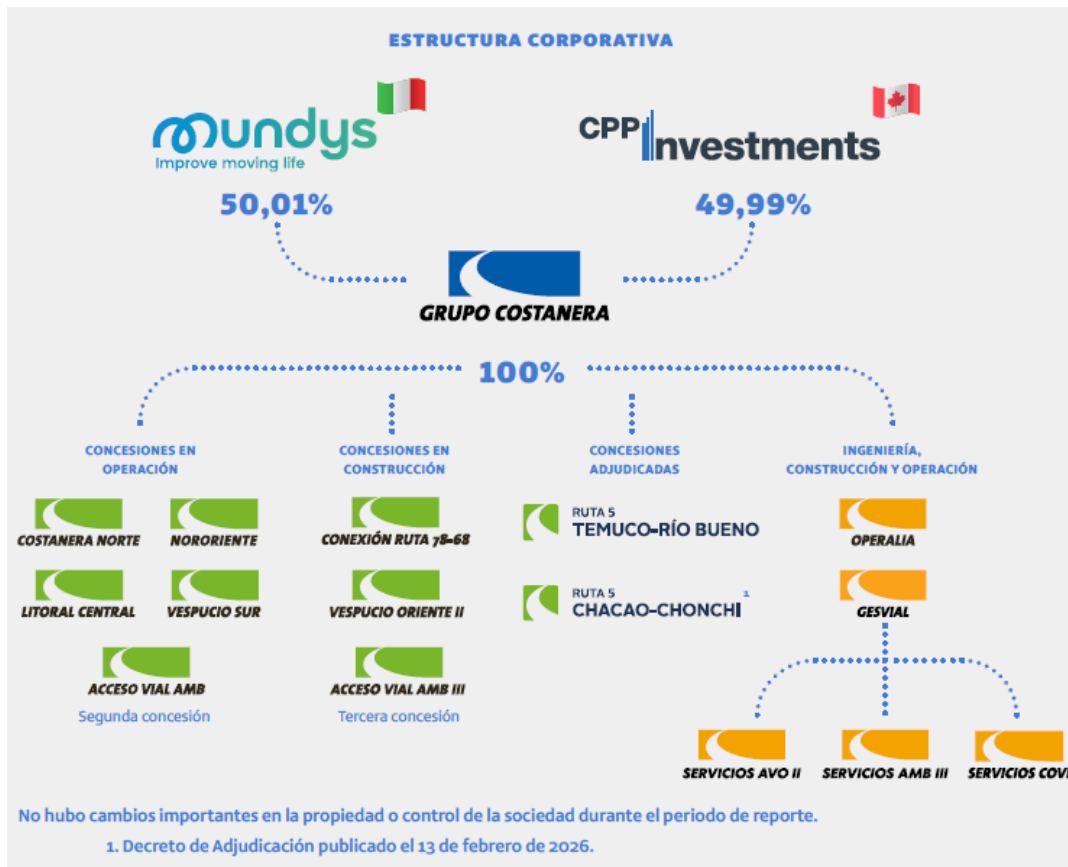 ESTRUCTURA CORPORATIVA
mundys
Improve moving life
CPP Investments
50,01%
49,99%
GRUPO COSTANERA
100%
CONCESIONES EN
OPERACIÓN
COSTANERA NORTE
NORORIENTE
LITORAL CENTRAL
VESPUCIO SUR
ACCESO VIAL AMB
Segunda concesión
CONCESIONES EN
CONSTRUCCIÓN
CONEXIÓN RUTA 78-68
VESPUCIO ORIENTE II
ACCESO VIAL AMB III
Tercera concesión
CONCESIONES
ADJUDICADAS
RUTA 5
TEMUCO-RÍO BUENO
RUTA 5
CHACAO-CHONCHI 1
INGENIERÍA,
CONSTRUCCIÓN Y OPERACIÓN
OPERALIA
GESVIAL
SERVICIOS AVO II
SERVICIOS AMB III
SERVICIOS
No hubo cambios importantes en la propiedad o control de la sociedad durante el periodo de reporte.
1. Decreto de Adjudicación publicado el 13 de febrero de 2026.